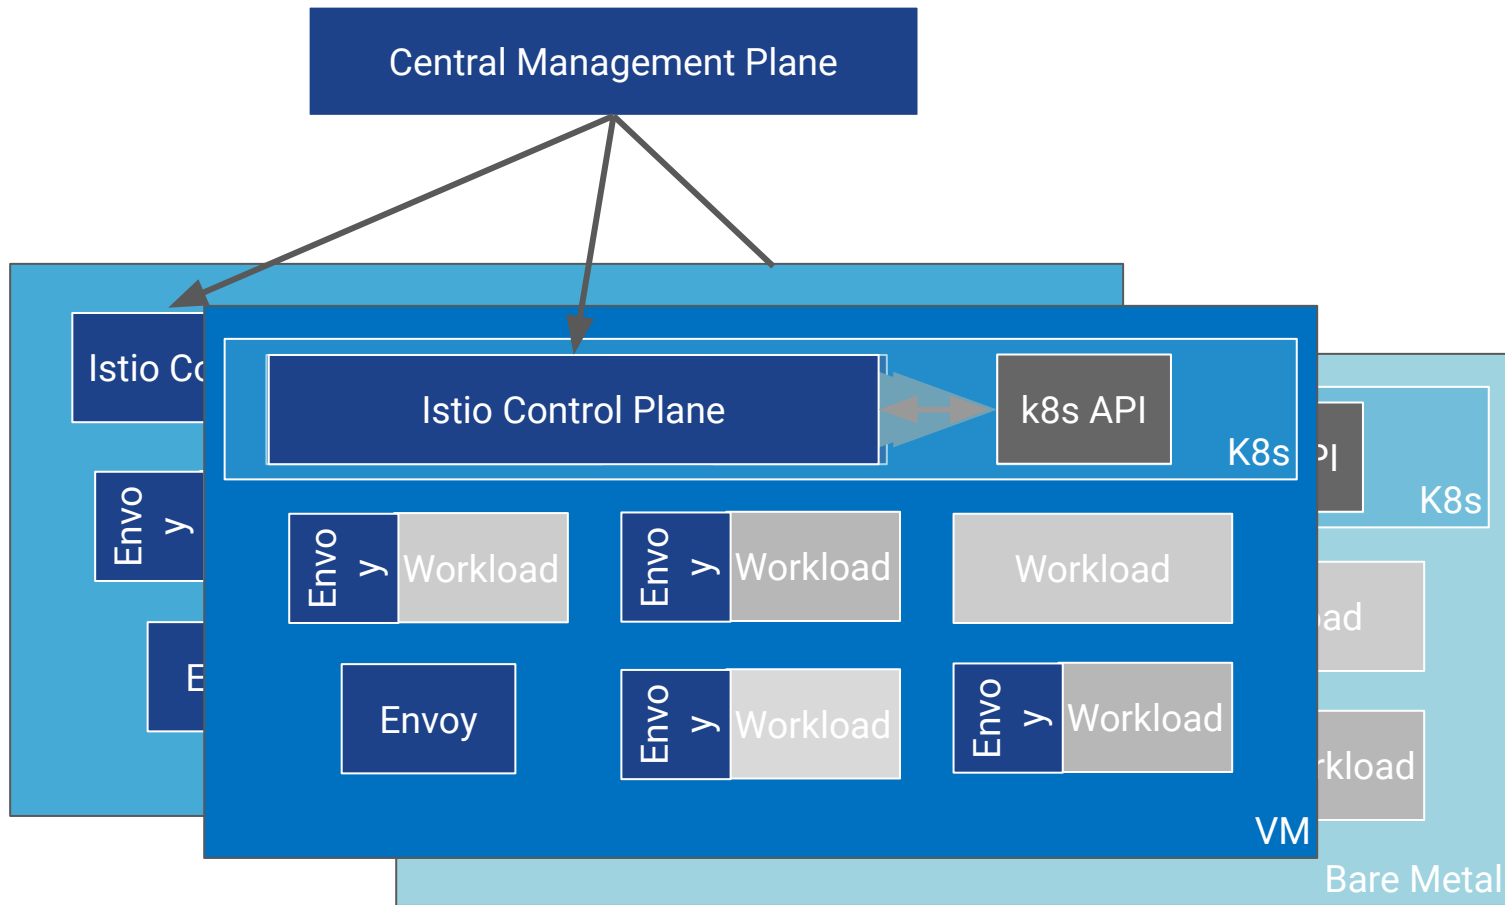 Central Management Plane
Istio Co
Istio Control Plane
k8s API
K8s
PI
K8s
Envo
y
Envo
y
Workload
Envo
y
Workload
Workload
oad
E
Envoy
Envo
y
Workload
Envo
y
Workload
rkload
VM
Bare Metal